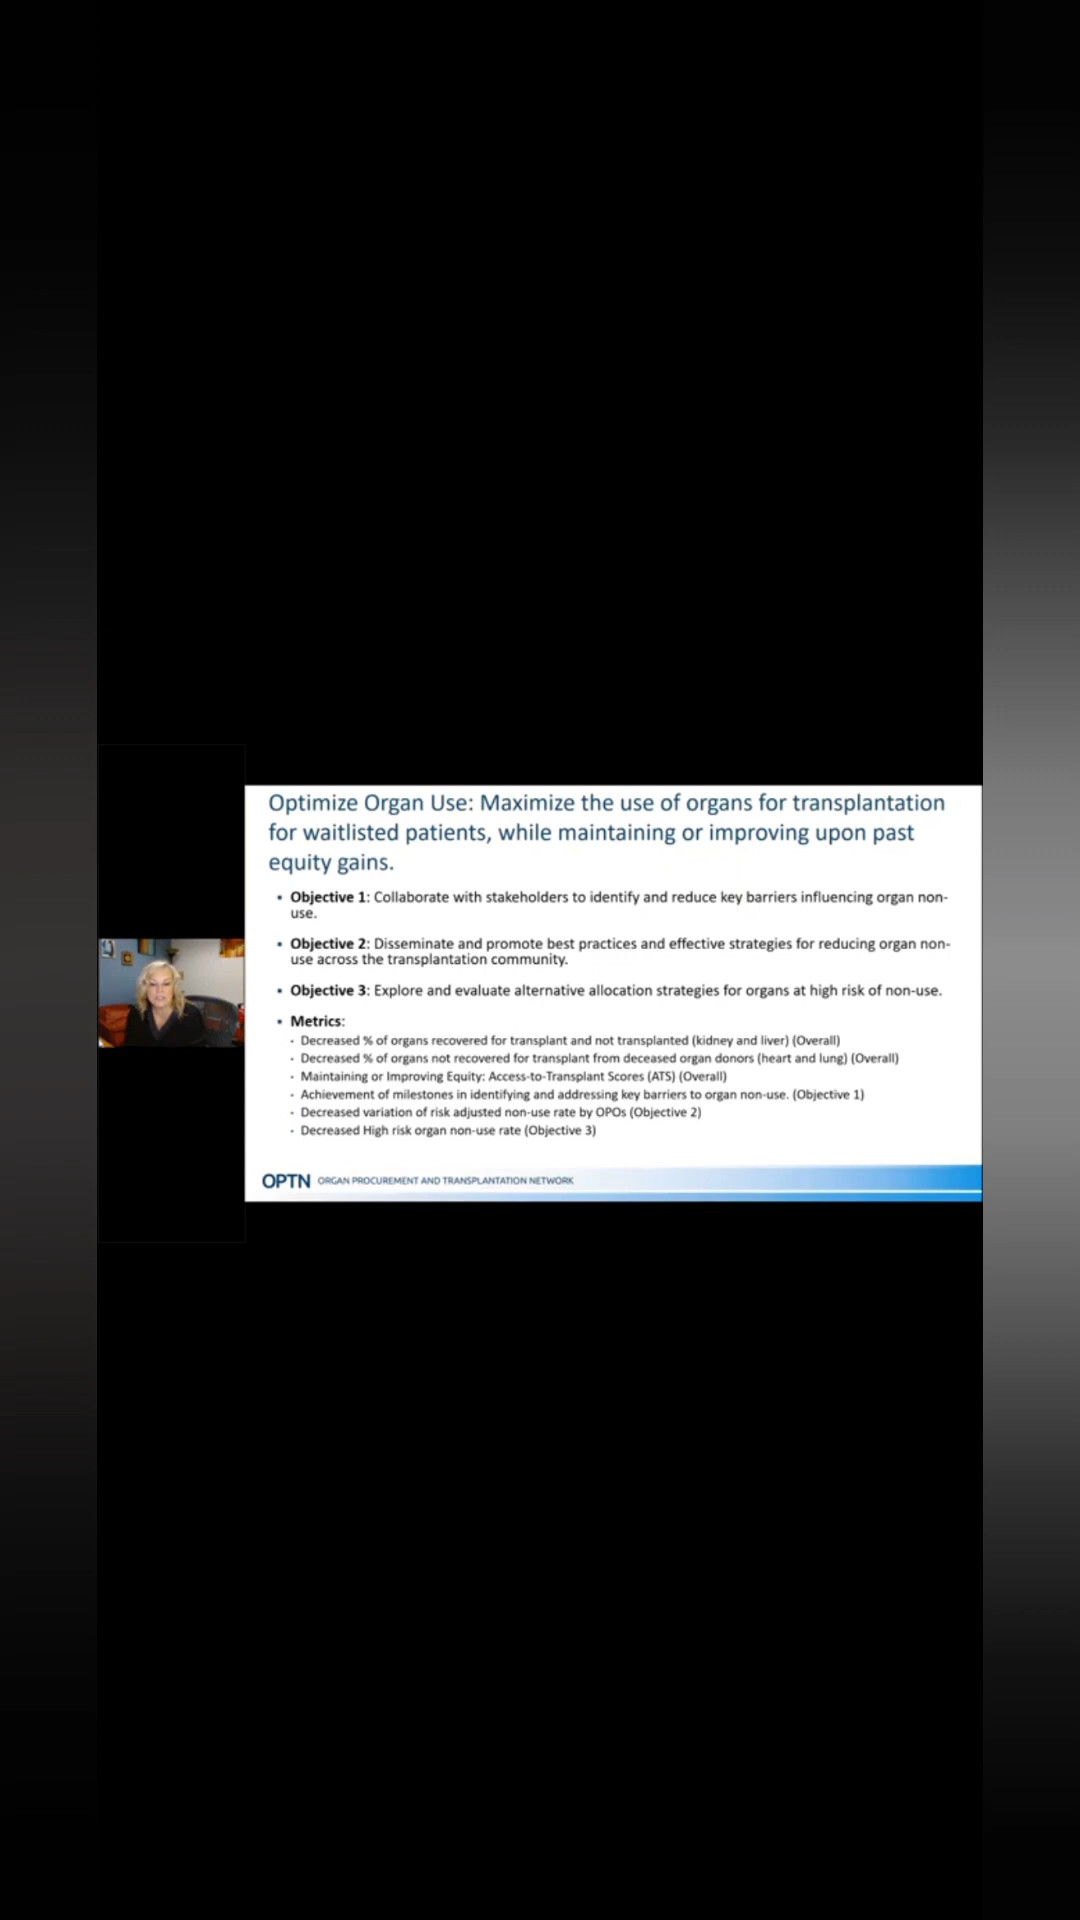 Optimize Organ Use: Maximize the use of organs for transplantation
for waitlisted patients, while maintaining or improving upon past
equity gains.
• Objective 1: Collaborate with stakeholders to identify and reduce key barriers influencing organ non-
use.
• Objective 2: Disseminate and promote best practices and effective strategies for reducing organ non-
use across the transplantation community.
• Objective 3: Explore and evaluate alternative allocation strategies for organs at high risk of non-use.
• Metrics:
• Decreased % of organs recovered for transplant and not transplanted (kidney and liver) (Overall)
• Decreased % of organs not recovered for transplant from deceased organ donors (heart and lung) (Overall)
• Maintaining or Improving Equity: Access-to-Transplant Scores (ATS) (Overall)
• Achievement of milestones in identifying and addressing key barriers to organ non-use. (Objective 1)
• Decreased variation of risk adjusted non-use rate by OPOs (Objective 2)
• Decreased High risk organ non-use rate (Objective 3)
OPTN ORGAN PROCUREMENT AND TRANSPLANTATION NETWORK